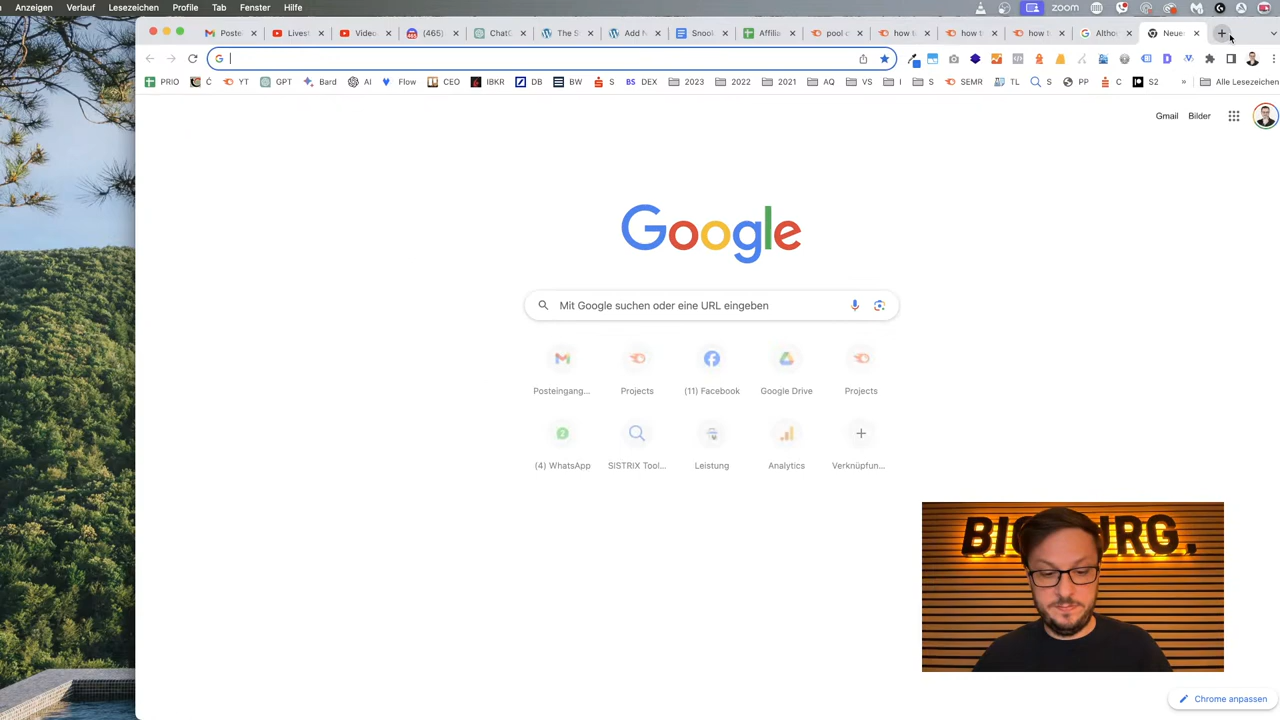 Anzeigen Verlauf Lesezeichen Profile Tab Fenster Hilfe zoom
Poste Livest Video (465) ChatG The S Add N Snool Affilia pool c how t how t how t Altho Neue
PRIO YT GPT AI Flow CEO IBKR DB BW S BS DEX 2023 2022 2021 AQ VS S SEMR TL S PP C S2 » Alle Lesezeichen
Bard
Gmail Bilder
Google
Mit Google suchen oder eine URL eingeben
Posteingang... Projects (11) Facebook Google Drive Projects
(4) WhatsApp SISTRIX Tool... Leistung Analytics Verknüpfun...
Chrome anpassen